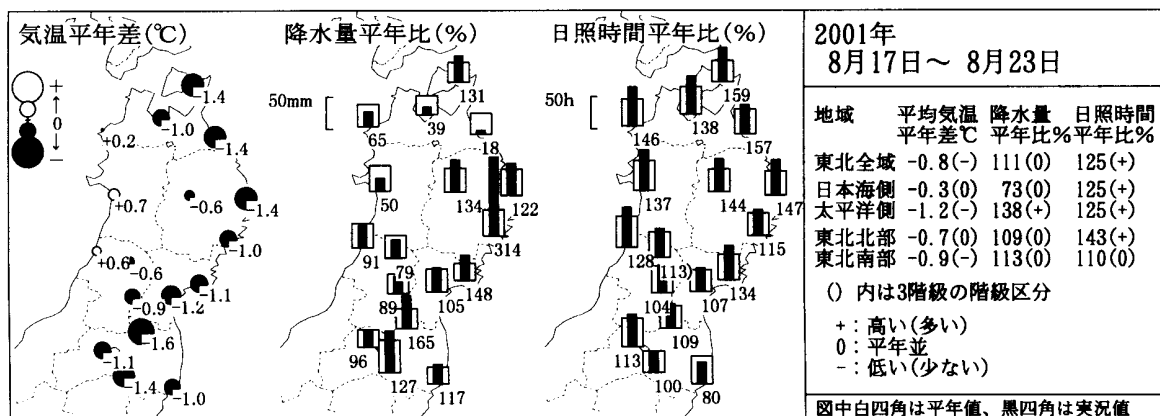 気温平年差(℃)
+
↑
0
↓
−
−1.4
−1.0
+0.2
−1.4
+0.7
−0.6
−1.4
−1.0
+0.6
−0.6
−1.1
−0.9
−1.2
−1.6
−1.1
−1.4
−1.0
降水量平年比(%)
50mm
131
39
65
18
50
134
122
314
91
79
148
105
89
165
96
127
117
日照時間平年比(%)
50h
159
138
146
157
137
144
147
115
128
(113)
134
104
107
109
113
100
80
2001年
8月17日～ 8月23日
地域 平均気温 降水量 日照時間
平年差℃ 平年比% 平年比%
東北全域 −0.8(−) 111(0) 125(+)
日本海側 −0.3(0) 73(0) 125(+)
太平洋側 −1.2(−) 138(+) 125(+)
東北北部 −0.7(0) 109(0) 143(+)
東北南部 −0.9(−) 113(0) 110(0)
() 内は3階級の階級区分
+：高い(多い)
0：平年並
−：低い(少ない)
図中白四角は平年値、黒四角は実況値